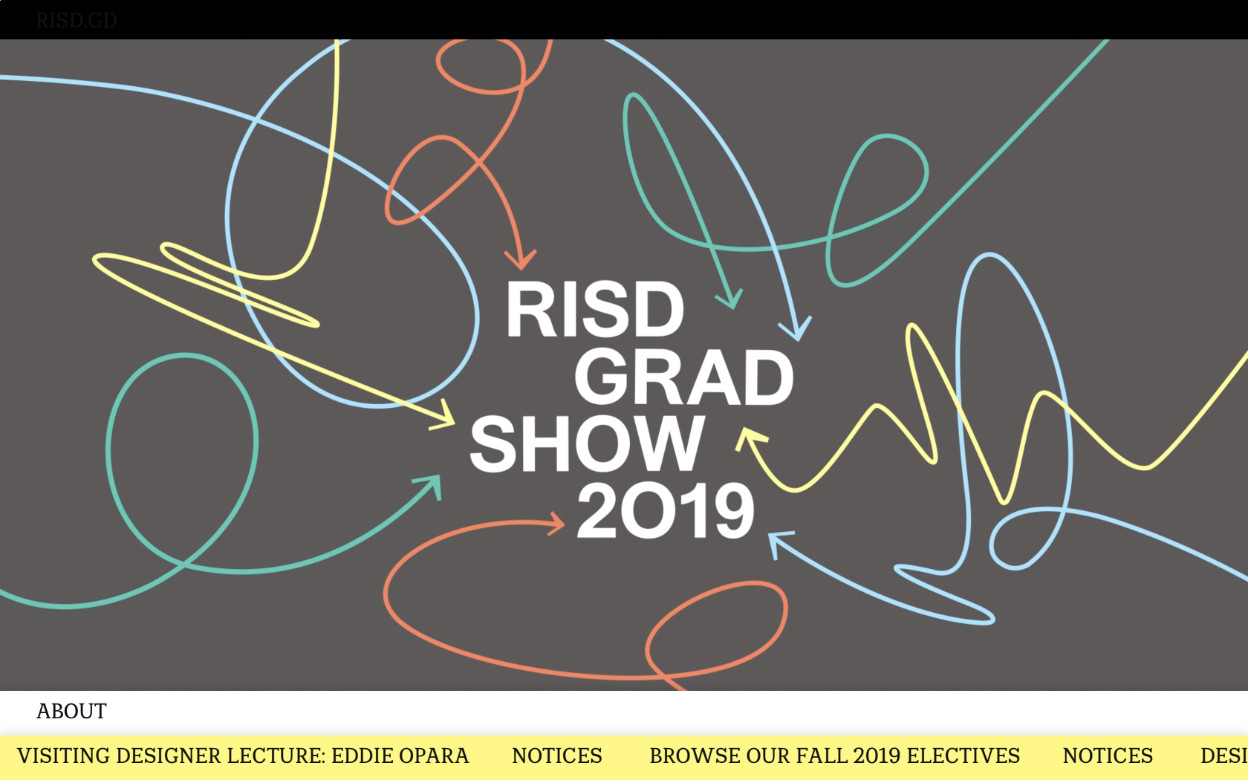 RISD.GD
RISD
GRAD
SHOW
2019
ABOUT
VISITING DESIGNER LECTURE: EDDIE OPARA NOTICES BROWSE OUR FALL 2019 ELECTIVES NOTICES DESI